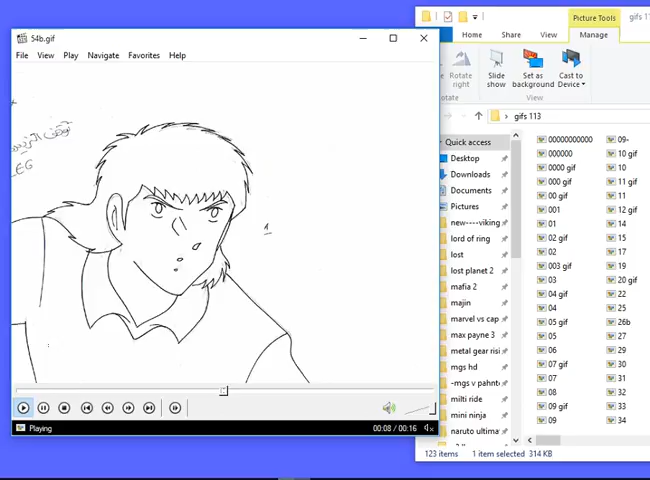 54b.gif
File View Play Navigate Favorites Help
1
Playing
00:08 / 00:16
Picture Tools
gifs 11
Home Share View Manage
Rotate right
Slide show
Set as background
Cast to Device
View
gifs 113
Quick access
Desktop
Downloads
Documents
Pictures
new----viking
lord of ring
lost
lost planet 2
mafia 2
majin
marvel vs cap
max payne 3
metal gear risi
mgs hd
-mgs v pahnt
milti ride
mini ninja
naruto ultima
00000000000
000000
0000 gif
000 gif
00 gif
001
01
02 gif
02
003 gif
03
04 gif
04
05 gif
05
06
07 gif
07
08
09 gif
09
09-
10 gif
10
11 gif
11
12 gif
14
15
17
19
20 gif
22
25
26b
27
29
30
31
32
33
34
123 items 1 item selected 314 KB